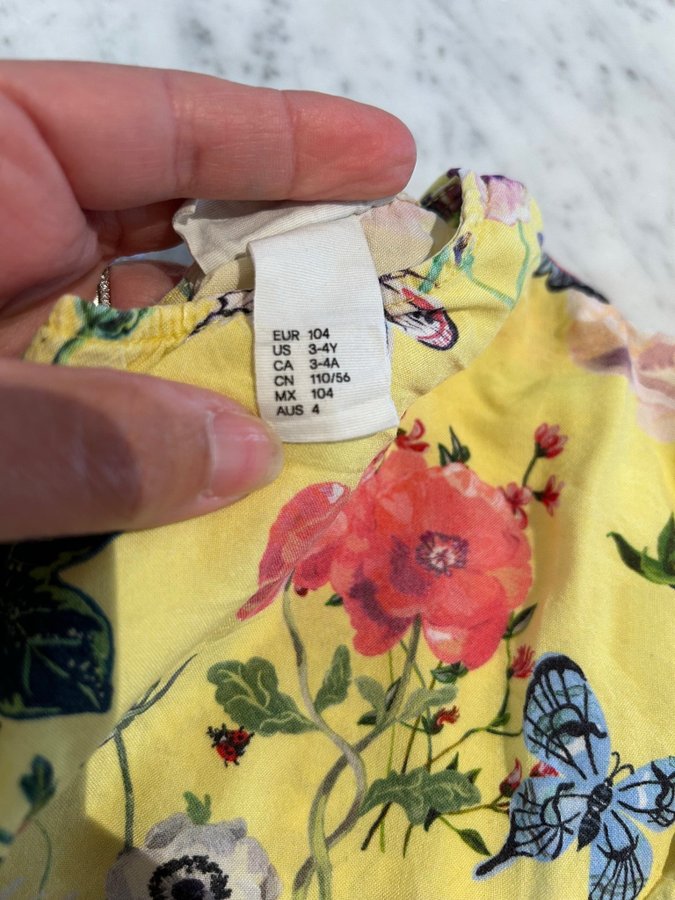 EUR 104
US 3-4Y
CA 3-4A
CN 110/56
MX 104
AUS 4